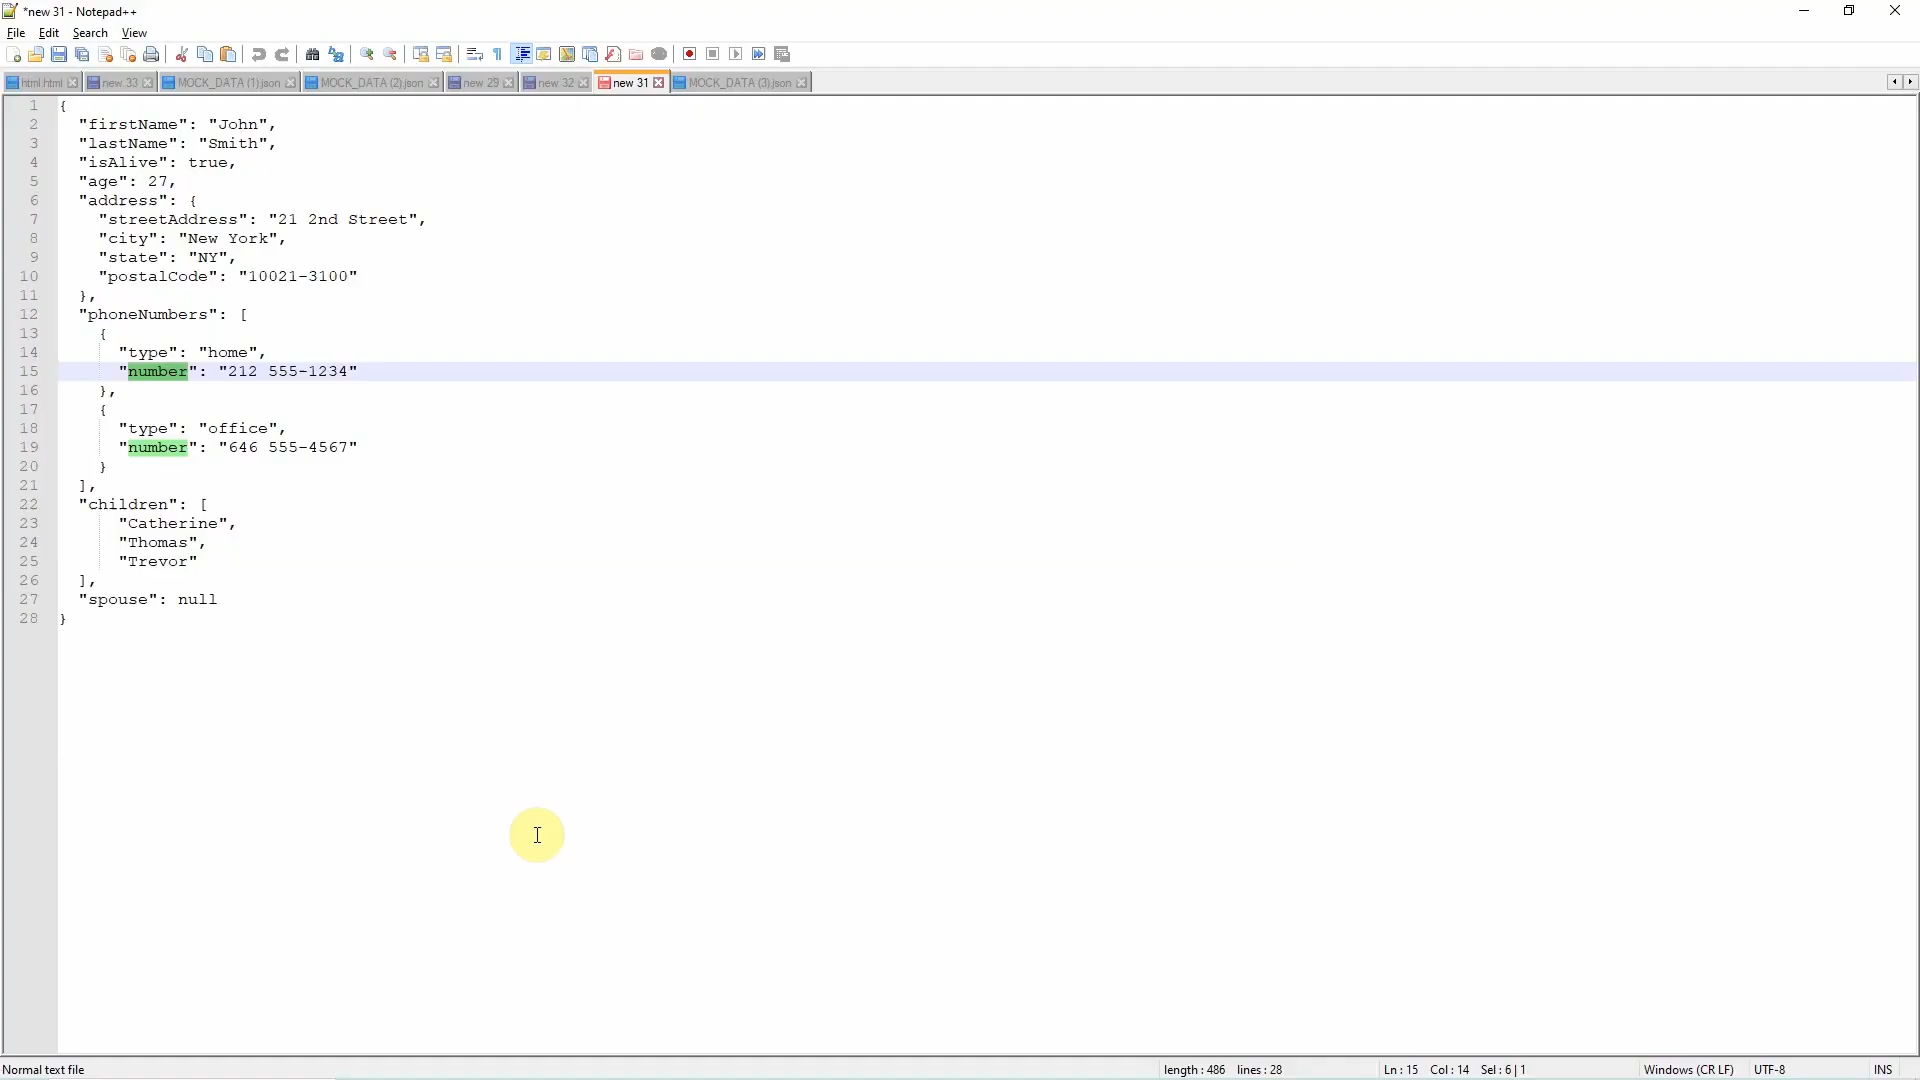 *new 31 - Notepad++
File Edit Search View
html.html new 33 MOCK_DATA (1).json MOCK_DATA (2).json new 29 new 32 new 31 MOCK_DATA (3).json
1 {
2 "firstName": "John",
3 "lastName": "Smith",
4 "isAlive": true,
5 "age": 27,
6 "address": {
7 "streetAddress": "21 2nd Street",
8 "city": "New York",
9 "state": "NY",
10 "postalCode": "10021-3100"
11 },
12 "phoneNumbers": [
13 {
14 "type": "home",
15 "number": "212 555-1234"
16 },
17 {
18 "type": "office",
19 "number": "646 555-4567"
20 }
21 ],
22 "children": [
23 "Catherine",
24 "Thomas",
25 "Trevor"
26 ],
27 "spouse": null
28 }
Normal text file length : 486 lines : 28 Ln : 15 Col : 14 Sel : 6 | 1 Windows (CR LF) UTF-8 INS